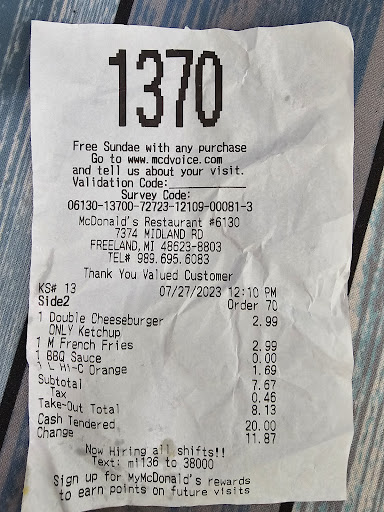 1370
Free Sundae with any purchase
Go to www.mcdvoice.com
and tell us about your visit.
Validation Code:__________
Survey Code:
06130-13700-72723-12109-00081-3
McDonald's Restaurant #6130
7374 MIDLAND RD
FREELAND,MI 48623-8803
TEL# 989.695.6083
Thank You Valued Customer
KS# 13 07/27/2023 12:10 PM
Side2 Order 70
1 Double Cheeseburger 2.99
ONLY Ketchup
1 M French Fries 2.99
1 BBQ Sauce 0.00
1 L Hi-C Orange 1.69
Subtotal 7.67
Tax 0.46
Take-Out Total 8.13
Cash Tendered 20.00
Change 11.87
Now Hiring all shifts!!
Text: mi136 to 38000
Sign up for MyMcDonald's rewards
to earn points on future visits